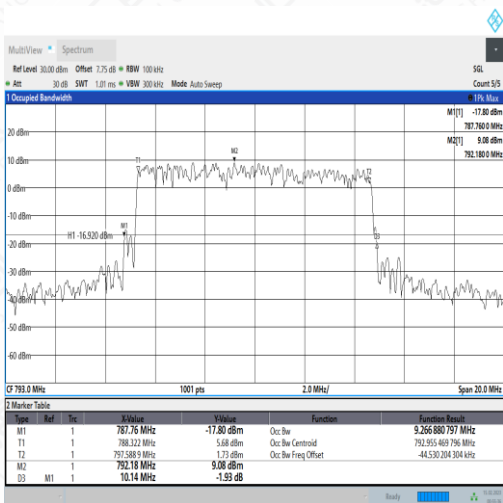 MultiView Spectrum
Ref Level 30.00 dBm Offset 7.75 dB RBW 100 kHz SGL
Att 30 dB SWT 1.01 ms VBW 300 kHz Mode Auto Sweep Count 5/5
1 Occupied Bandwidth 1Pk Max
M1[1] -17.80 dBm
787.760 0 MHz
M2[1] 9.08 dBm
792.180 0 MHz
20 dBm
T1 M2 T2
10 dBm
0 dBm
-10 dBm
M1
H1 -16.920 dBm
D3
-20 dBm
-30 dBm
-40 dBm
-50 dBm
-60 dBm
CF 793.0 MHz 1001 pts 2.0 MHz/ Span 20.0 MHz
2 Marker Table
Type Ref Trc X-Value Y-Value Function Function Result
M1 1 787.76 MHz -17.80 dBm Occ Bw 9.266 880 797 MHz
T1 1 788.322 MHz 5.68 dBm Occ Bw Centroid 792.955 469 796 MHz
T2 1 797.588 9 MHz 1.73 dBm Occ Bw Freq Offset -44.530 204 304 kHz
M2 1 792.18 MHz 9.08 dBm
D3 M1 1 10.14 MHz -1.93 dB
Ready